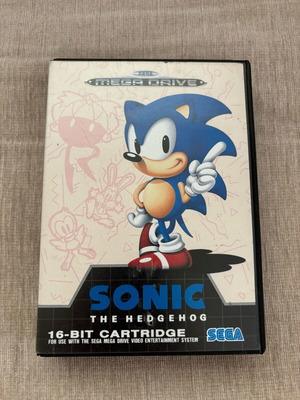 MEGA DRIVE
SONIC
THE HEDGEHOG
16-BIT CARTRIDGE
FOR USE WITH THE SEGA MEGA DRIVE VIDEO ENTERTAINMENT SYSTEM
SEGA